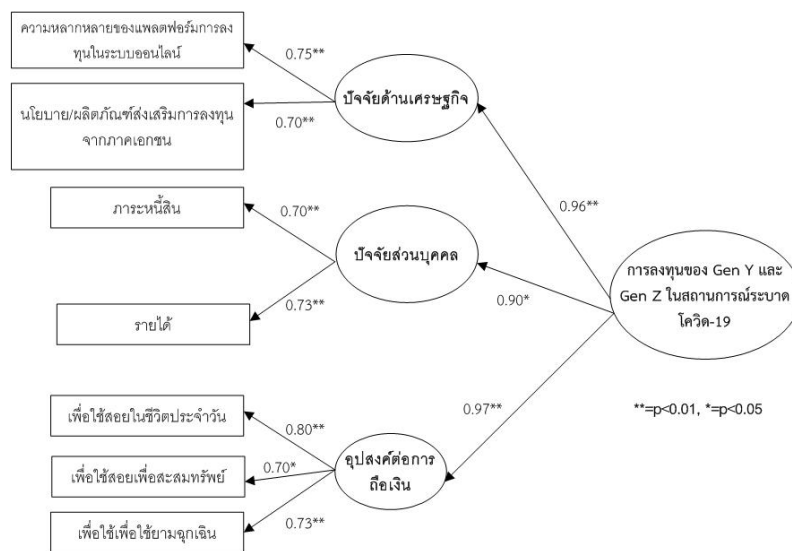 ความหลากหลายของแพลตฟอร์มการลง
ทุนในระบบออนไลน์
0.75**
ปัจจัยด้านเศรษฐกิจ
นโยบาย/ผลิตภัณฑ์ส่งเสริมการลงทุน
จากภาคเอกชน
0.70**
0.96**
ภาระหนี้สิน
0.70**
ปัจจัยส่วนบุคคล
0.90*
การลงทุนของ Gen Y และ
Gen Z ในสถานการณ์ระบาด
โควิด-19
0.73**
รายได้
0.97**
**=p<0.01, *=p<0.05
เพื่อใช้สอยในชีวิตประจำวัน
0.80**
อุปสงค์ต่อการ
ถือเงิน
เพื่อใช้สอยเพื่อสะสมทรัพย์
0.70*
0.73**
เพื่อใช้เพื่อใช้ยามฉุกเฉิน